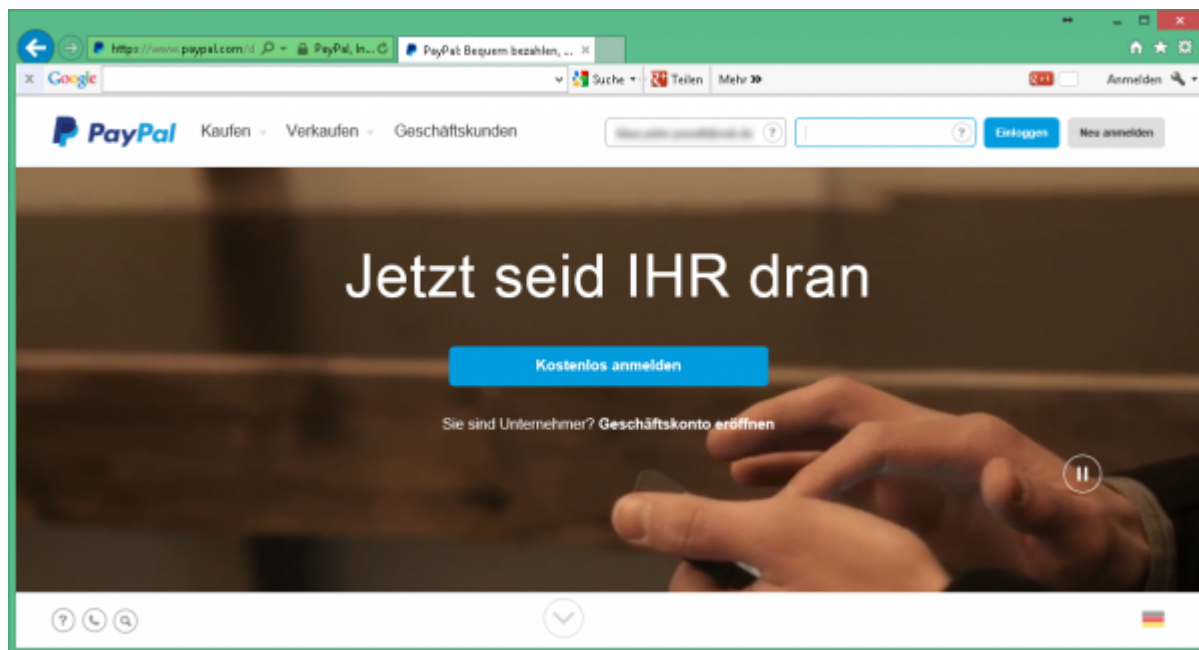 https://www.paypal.com/d
PayPal, In...
PayPal: Bequem bezahlen, ...
Google
Suche
Teilen
Mehr »
Anmelden
PayPal
Kaufen
Verkaufen
Geschäftskunden
?
?
Einloggen
Neu anmelden
Jetzt seid IHR dran
Kostenlos anmelden
Sie sind Unternehmer? Geschäftskonto eröffnen
?